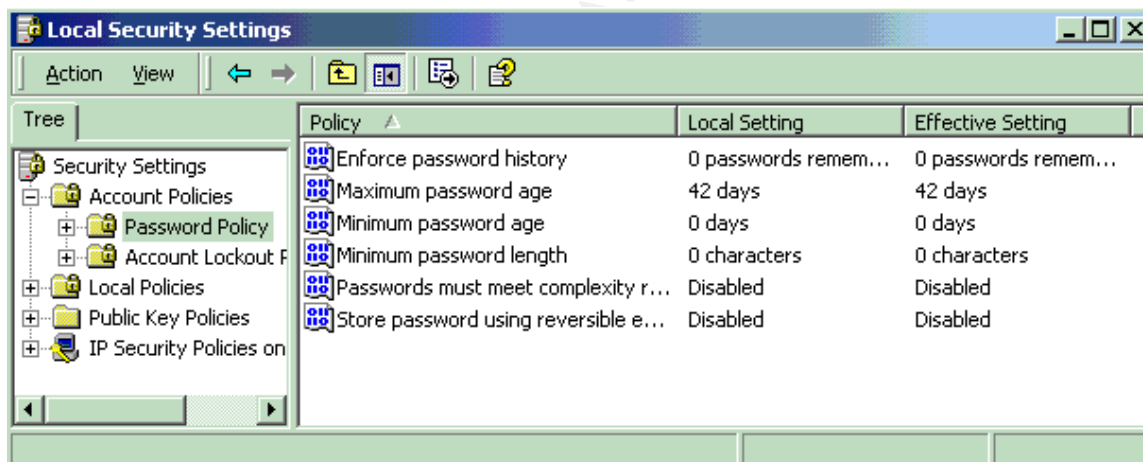 Local Security Settings
Action View
Tree
Policy Local Setting Effective Setting
Security Settings
Account Policies
Password Policy
Account Lockout P
Local Policies
Public Key Policies
IP Security Policies on
Enforce password history 0 passwords remem... 0 passwords remem...
Maximum password age 42 days 42 days
Minimum password age 0 days 0 days
Minimum password length 0 characters 0 characters
Passwords must meet complexity r... Disabled Disabled
Store password using reversible e... Disabled Disabled